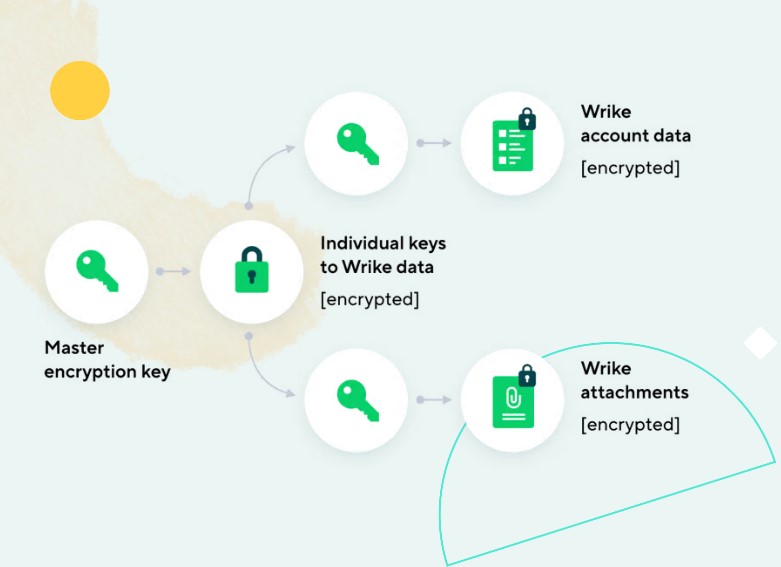 Wrike
account data
[encrypted]
Individual keys
to Wrike data
[encrypted]
Master
encryption key
Wrike
attachments
[encrypted]